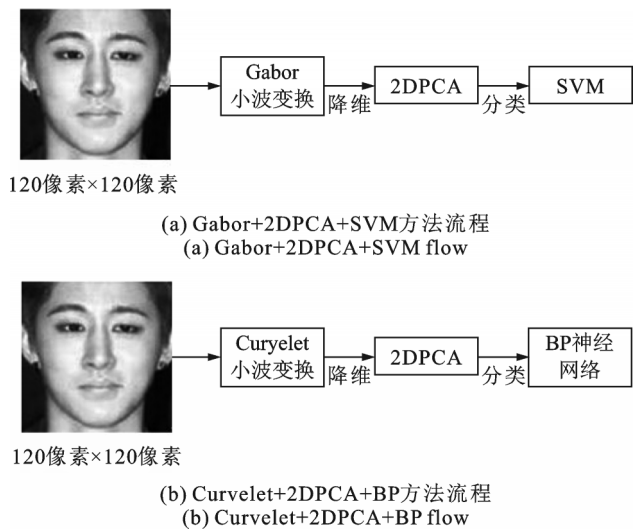 Gabor
小波变换
降维
2DPCA
分类
SVM
120像素×120像素
(a) Gabor+2DPCA+SVM方法流程
(a) Gabor+2DPCA+SVM flow
Curyelet
小波变换
降维
2DPCA
分类
BP神经
网络
120像素×120像素
(b) Curvelet+2DPCA+BP方法流程
(b) Curvelet+2DPCA+BP flow